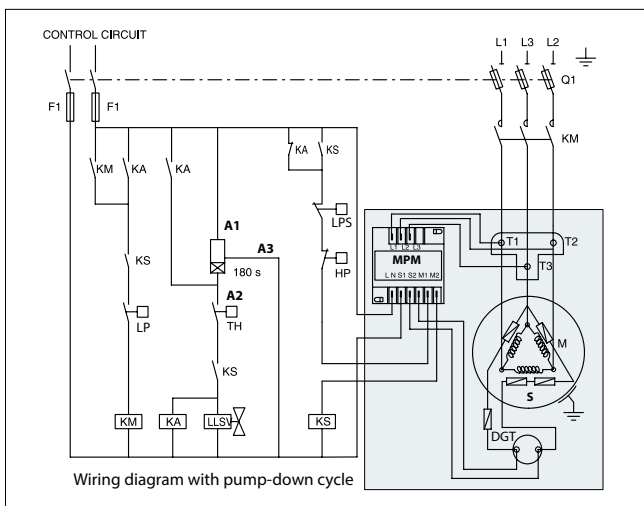 CONTROL CIRCUIT
L1 L3 L2
Q1
F1 F1
KM
KM KA KA KA KS
A1 A3
LPS
180 s
HP
KS
A2
TH
LP
KS
L1 L2 L3
MPM
L N S1 S2 M1 M2
T1 T2
T3
M
S
DGT
KM KA LLSV KS
Wiring diagram with pump-down cycle